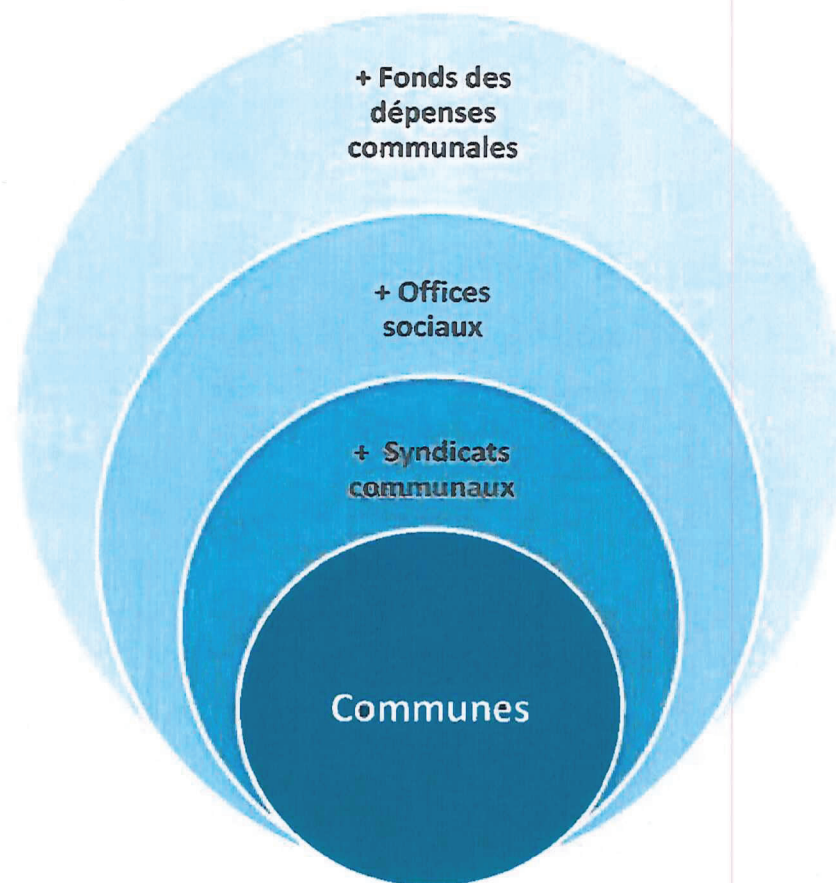 + Fonds des
dépenses
communales
+ Offices
sociaux
+ Syndicats
communaux
Communes